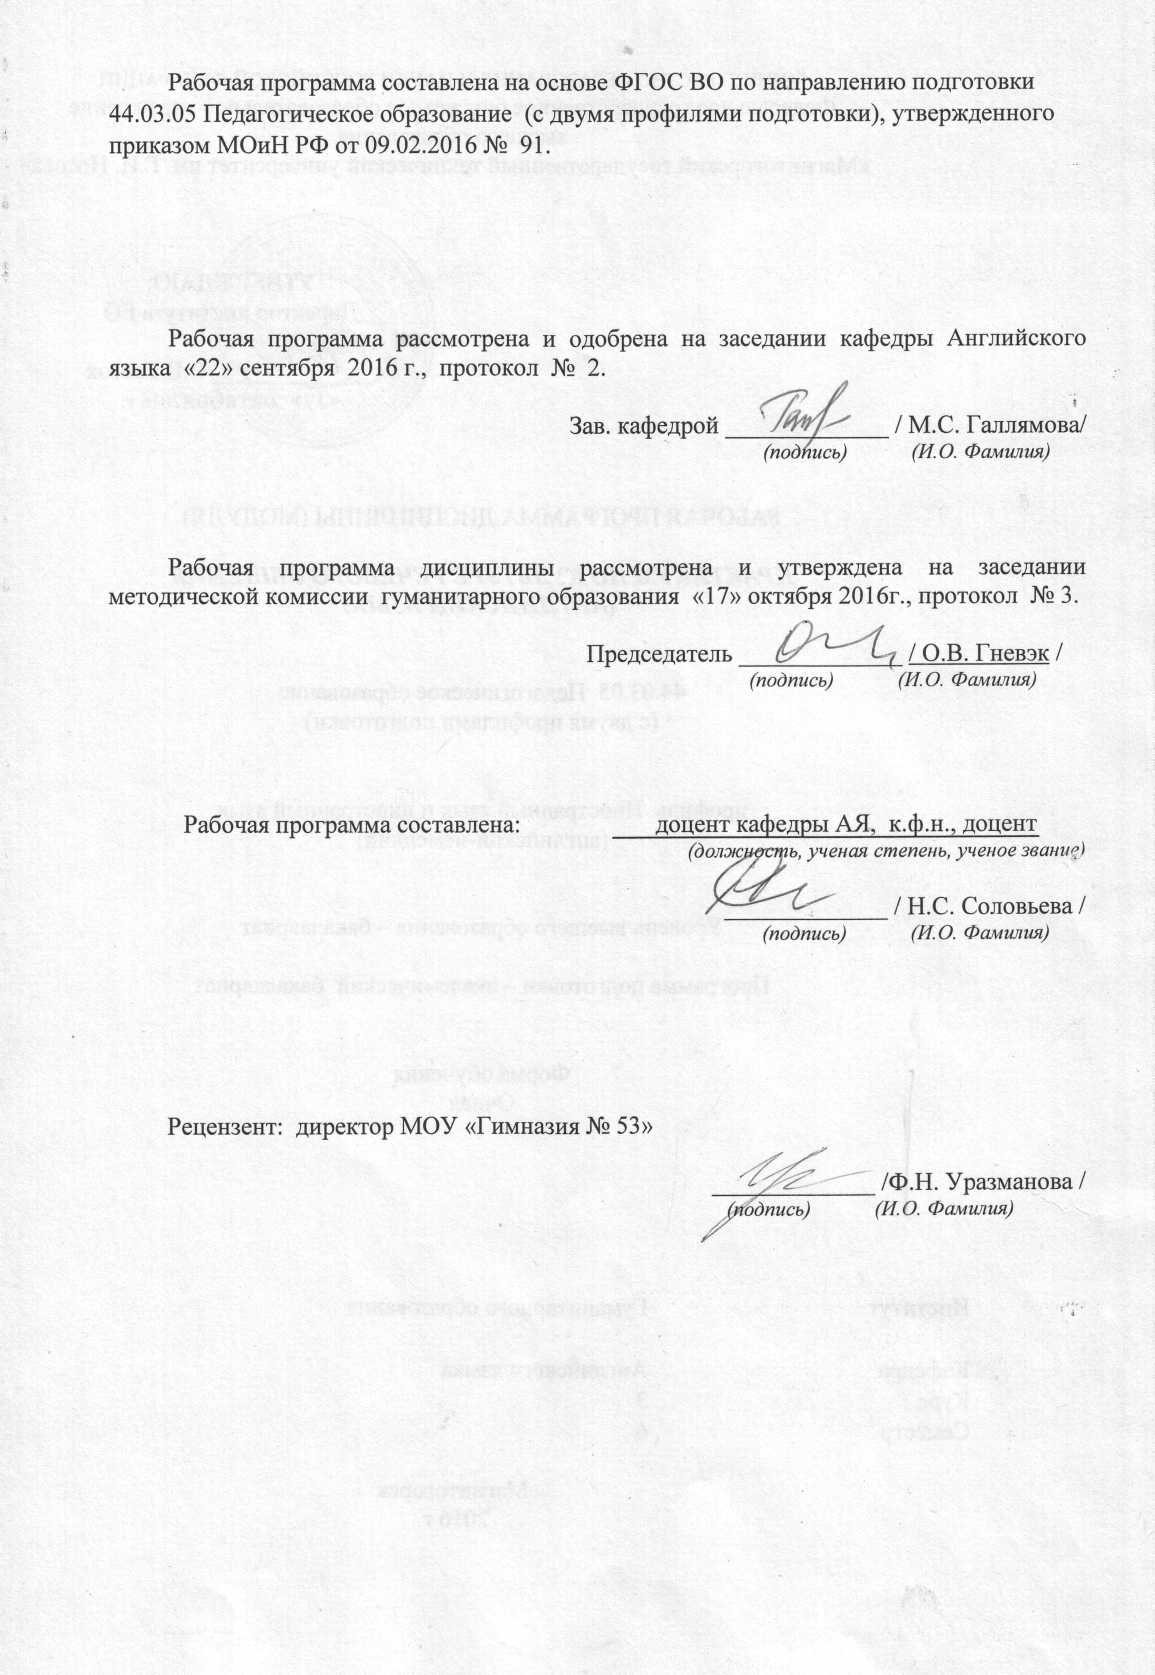 Рабочая программа составлена на основе ФГОС ВО по направлению подготовки
44.03.05 Педагогическое образование (с двумя профилями подготовки), утвержденного
приказом МОиН РФ от 09.02.2016 № 91.
Рабочая программа рассмотрена и одобрена на заседании кафедры Английского
языка «22» сентября 2016 г., протокол № 2.
Зав. кафедрой _____________ / М.С. Галлямова/
(подпись) (И.О. Фамилия)
Рабочая программа дисциплины рассмотрена и утверждена на заседании
методической комиссии гуманитарного образования «17» октября 2016г., протокол № 3.
Председатель _____________ / О.В. Гневэк /
(подпись) (И.О. Фамилия)
Рабочая программа составлена: доцент кафедры АЯ, к.ф.н., доцент
(должность, ученая степень, ученое звание)
_____________ / Н.С. Соловьева /
(подпись) (И.О. Фамилия)
Рецензент: директор МОУ «Гимназия № 53»
_____________ /Ф.Н. Уразманова /
(подпись) (И.О. Фамилия)